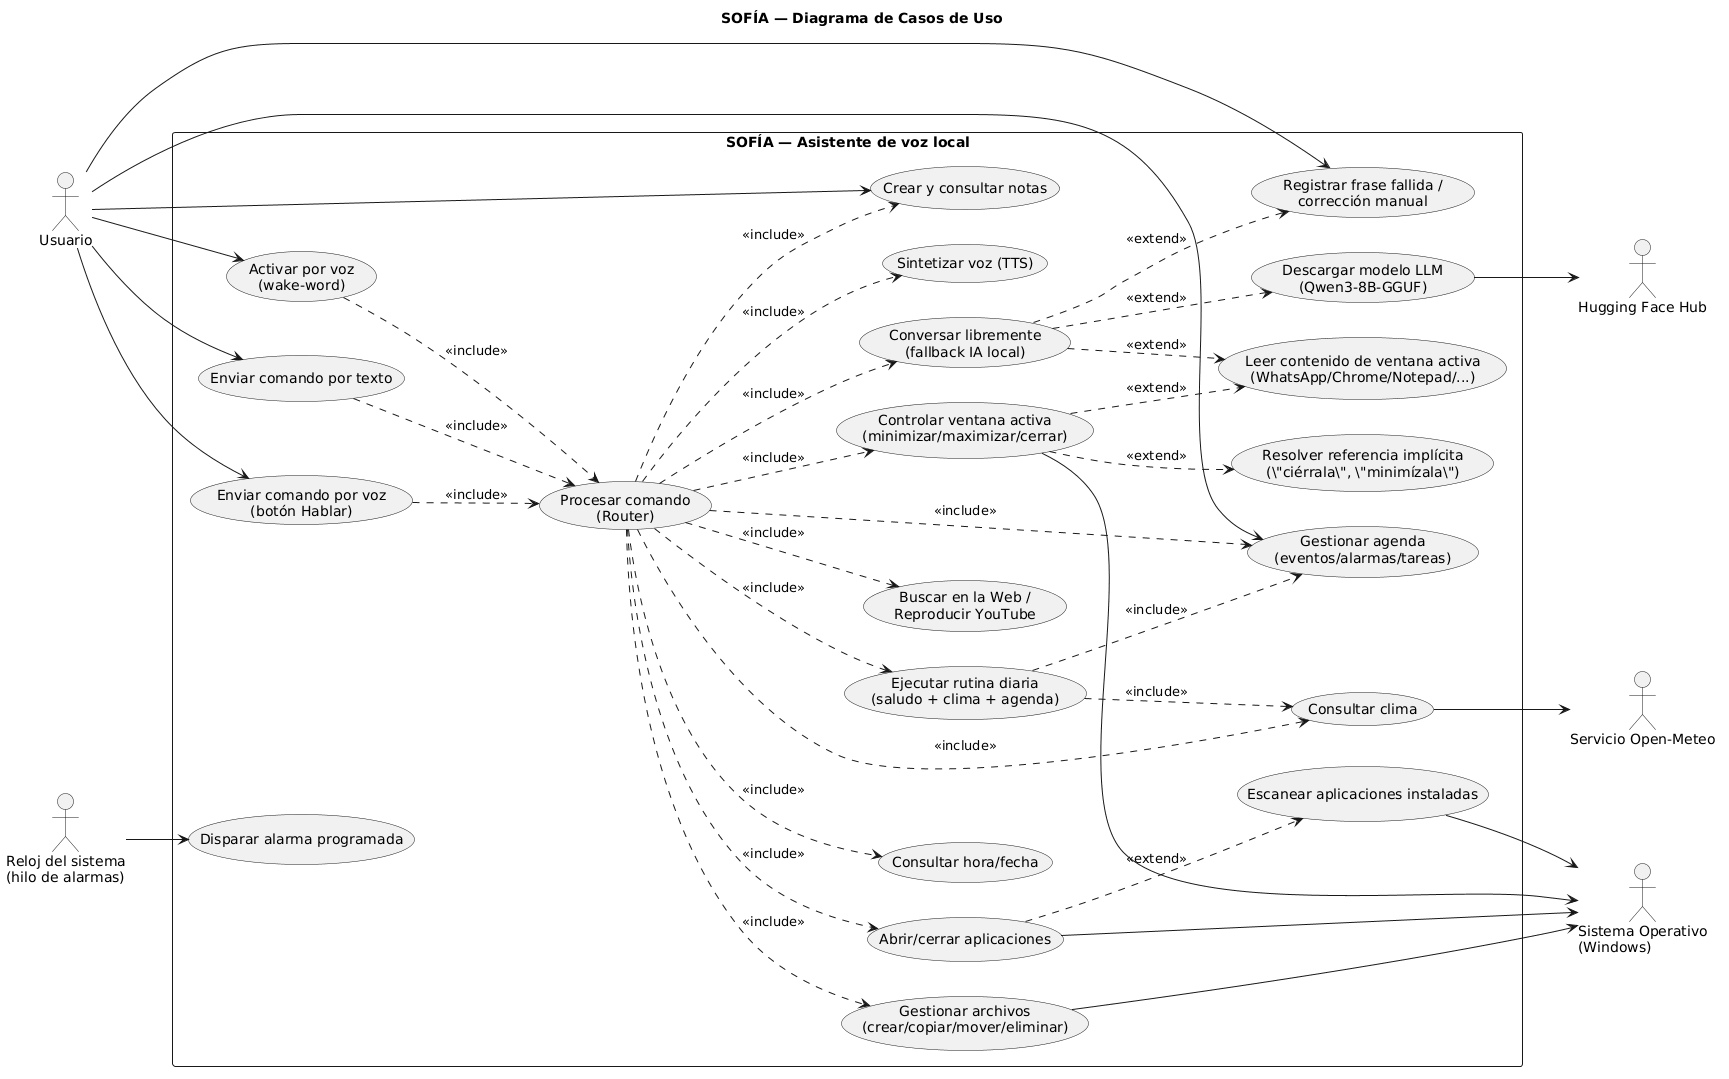 SOFÍA — Diagrama de Casos de Uso
SOFÍA — Asistente de voz local
Usuario
Reloj del sistema
(hilo de alarmas)
Activar por voz
(wake-word)
Enviar comando por texto
Enviar comando por voz
(botón Hablar)
Disparar alarma programada
«include»
«include»
«include»
Procesar comando
(Router)
«include»
«include»
«include»
«include»
«include»
«include»
«include»
«include»
«include»
«include»
«include»
Crear y consultar notas
Sintetizar voz (TTS)
Conversar libremente
(fallback IA local)
Controlar ventana activa
(minimizar/maximizar/cerrar)
Buscar en la Web /
Reproducir YouTube
Ejecutar rutina diaria
(saludo + clima + agenda)
Consultar hora/fecha
Abrir/cerrar aplicaciones
Gestionar archivos
(crear/copiar/mover/eliminar)
«extend»
«extend»
«extend»
«extend»
«extend»
«include»
«include»
«extend»
Registrar frase fallida /
corrección manual
Descargar modelo LLM
(Qwen3-8B-GGUF)
Leer contenido de ventana activa
(WhatsApp/Chrome/Notepad/...)
Resolver referencia implícita
(\"ciérrala\", \"minimízala\")
Gestionar agenda
(eventos/alarmas/tareas)
Consultar clima
Escanear aplicaciones instaladas
Hugging Face Hub
Servicio Open-Meteo
Sistema Operativo
(Windows)